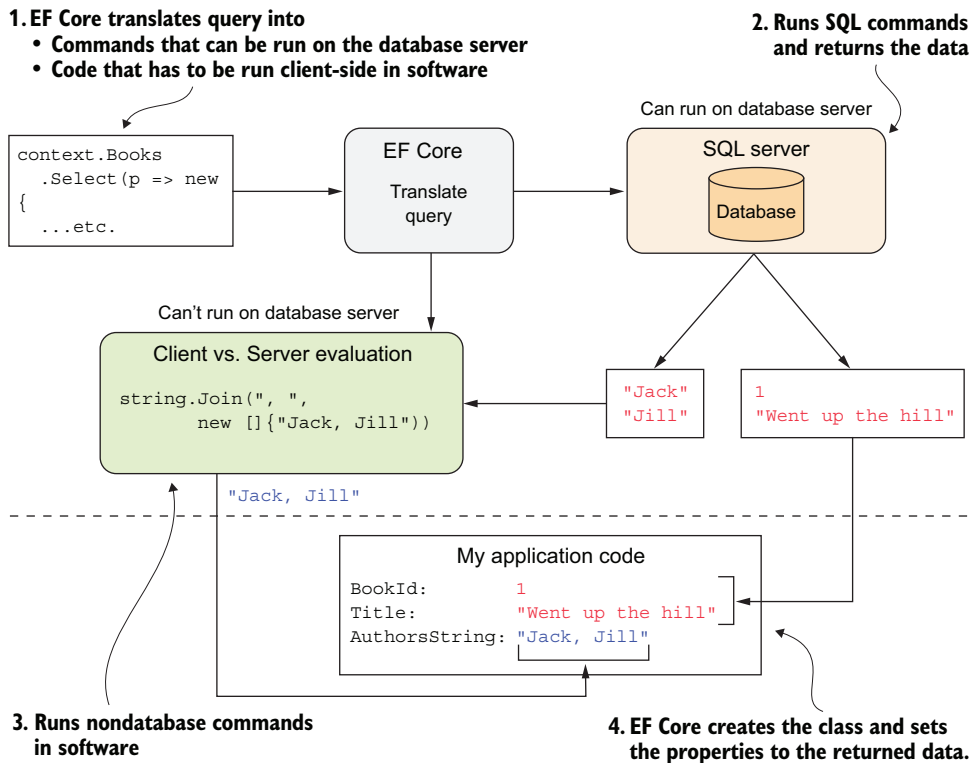 1. EF Core translates query into
• Commands that can be run on the database server
• Code that has to be run client-side in software
2. Runs SQL commands
and returns the data
Can run on database server
context.Books
.Select(p => new
{
...etc.
EF Core
Translate
query
SQL server
Database
Can't run on database server
Client vs. Server evaluation
string.Join(", ",
new []{"Jack, Jill"))
"Jack"
"Jill"
1
"Went up the hill"
"Jack, Jill"
My application code
BookId: 1
Title: "Went up the hill"
AuthorsString: "Jack, Jill"
3. Runs nondatabase commands
in software
4. EF Core creates the class and sets
the properties to the returned data.